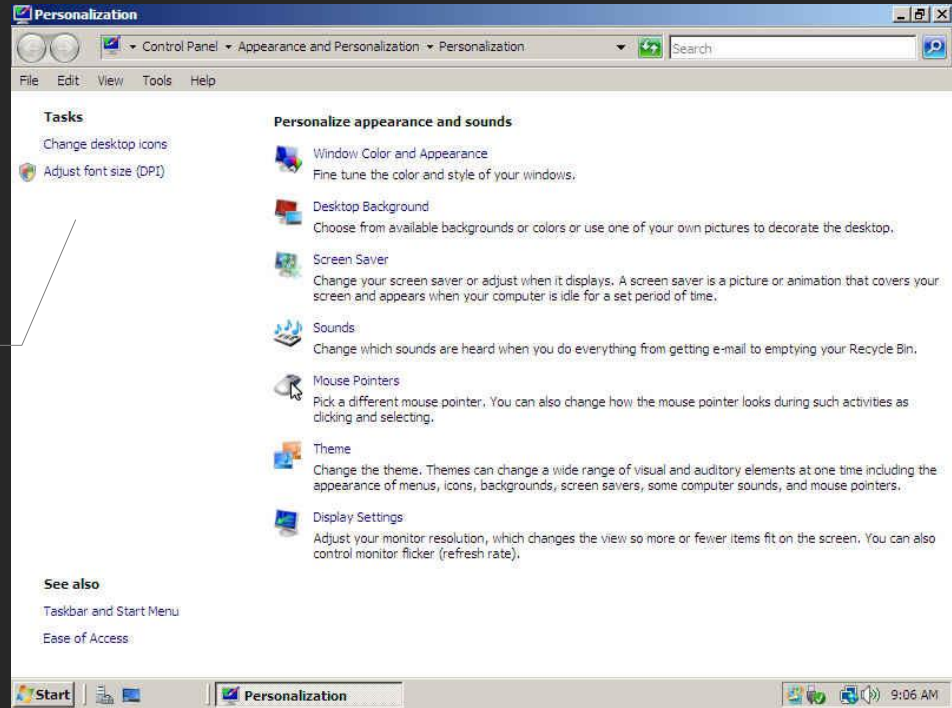 Personalization
Control Panel Appearance and Personalization Personalization
Search
File Edit View Tools Help
Tasks
Change desktop icons
Adjust font size (DPI)
Personalize appearance and sounds
Window Color and Appearance
Fine tune the color and style of your windows.
Desktop Background
Choose from available backgrounds or colors or use one of your own pictures to decorate the desktop.
Screen Saver
Change your screen saver or adjust when it displays. A screen saver is a picture or animation that covers your
screen and appears when your computer is idle for a set period of time.
Sounds
Change which sounds are heard when you do everything from getting e-mail to emptying your Recycle Bin.
Mouse Pointers
Pick a different mouse pointer. You can also change how the mouse pointer looks during such activities as
clicking and selecting.
Theme
Change the theme. Themes can change a wide range of visual and auditory elements at one time including the
appearance of menus, icons, backgrounds, screen savers, some computer sounds, and mouse pointers.
Display Settings
Adjust your monitor resolution, which changes the view so more or fewer items fit on the screen. You can also
control monitor flicker (refresh rate).
See also
Taskbar and Start Menu
Ease of Access
Start Personalization 9:06 AM